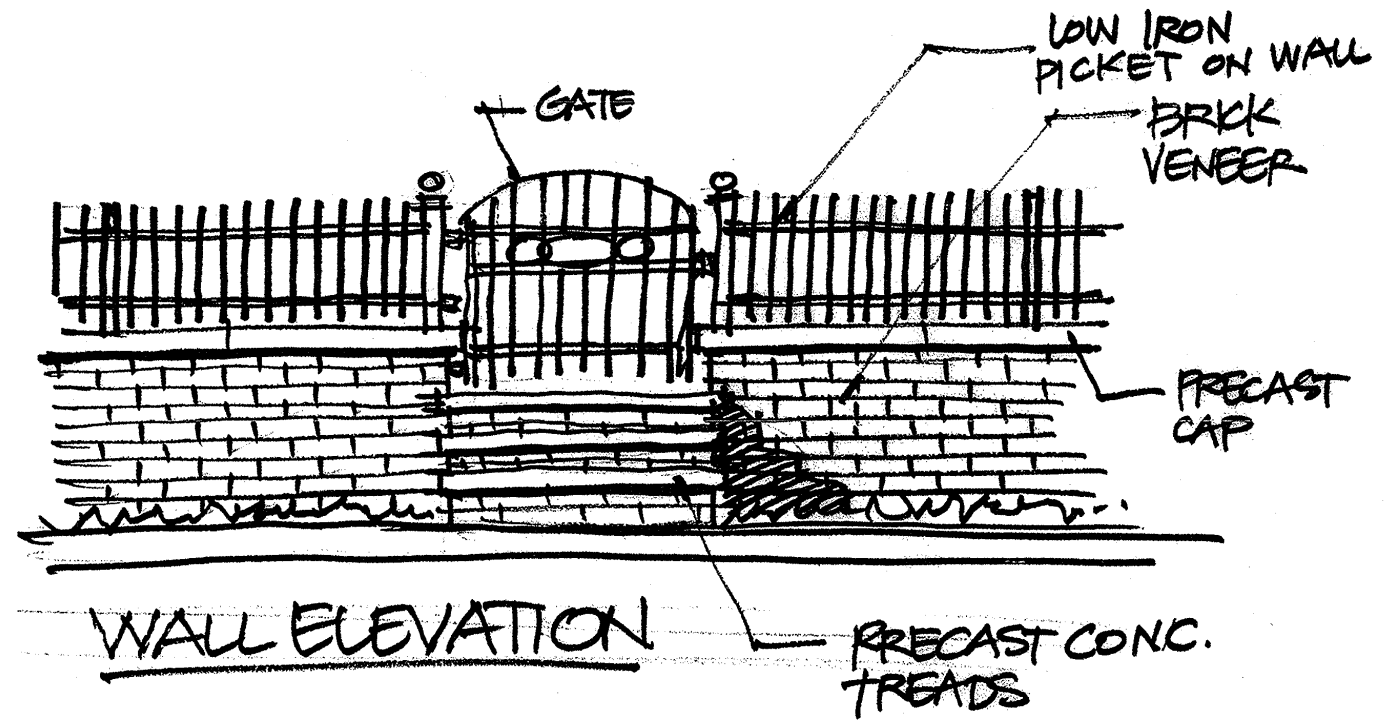 GATE
LOW IRON
PICKET ON WALL
BRICK
VENEER
PRECAST
CAP
PRECAST CONC.
TREADS
WALL ELEVATION